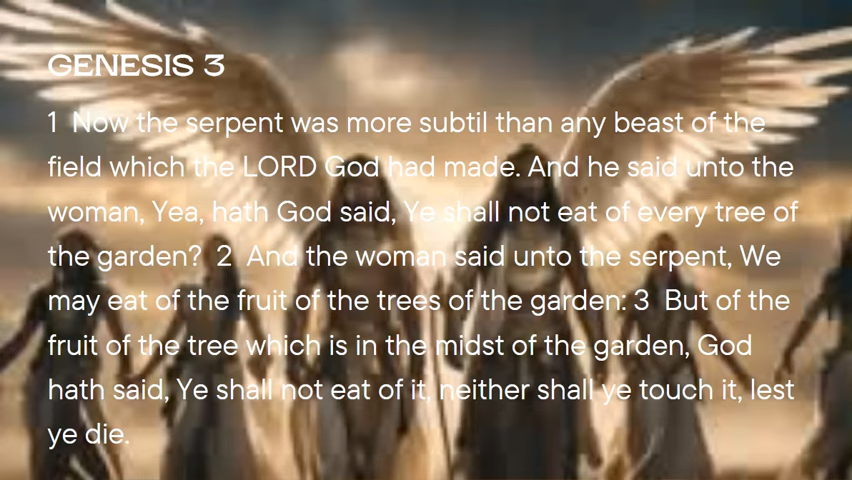 GENESIS 3
1 Now the serpent was more subtil than any beast of the
field which the LORD God had made. And he said unto the
woman, Yea, hath God said, Ye shall not eat of every tree of
the garden? 2 And the woman said unto the serpent, We
may eat of the fruit of the trees of the garden: 3 But of the
fruit of the tree which is in the midst of the garden, God
hath said, Ye shall not eat of it, neither shall ye touch it, lest
ye die.